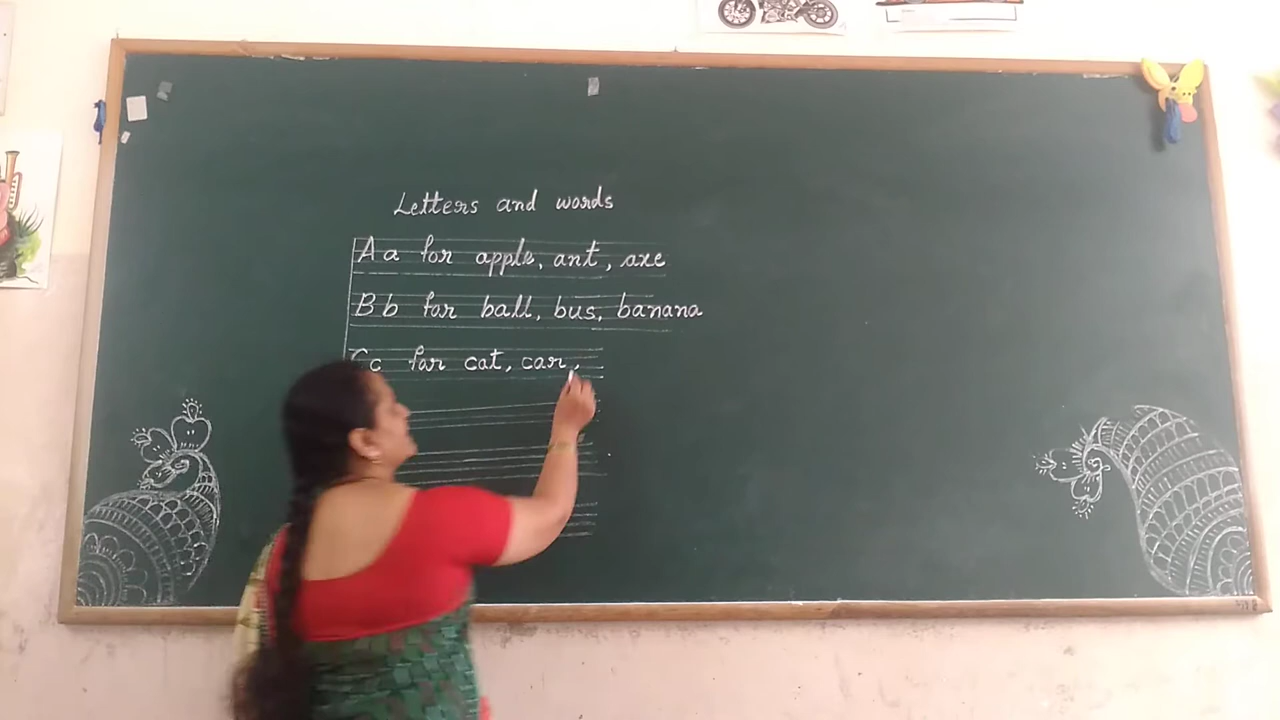 Letters and words
Aa for apple, ant, axe
Bb for ball, bus, banana
Cc for cat, car,